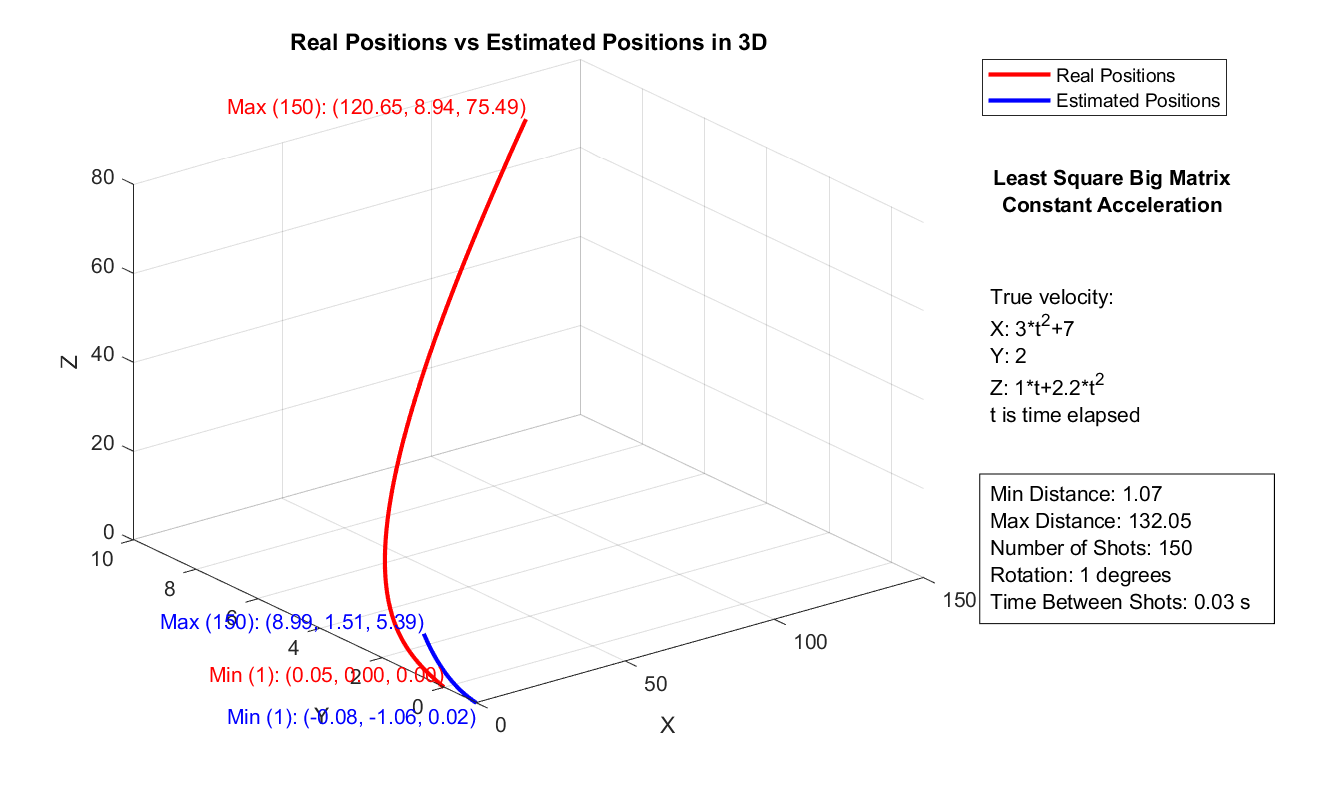 Real Positions vs Estimated Positions in 3D
Real Positions
Estimated Positions
Max (150): (120.65, 8.94, 75.49)
Least Square Big Matrix
Constant Acceleration
80
60
40
20
0
Z
True velocity:
X: 3*t²+7
Y: 2
Z: 1*t+2.2*t²
t is time elapsed
Min Distance: 1.07
Max Distance: 132.05
Number of Shots: 150
Rotation: 1 degrees
Time Between Shots: 0.03 s
10
8
6
4
2
0
Y
Max (150): (8.99, 1.51, 5.39)
Min (1): (0.05, 0.00, 0.00)
Min (1): (-0.08, -1.06, 0.02)
0
50
100
150
X